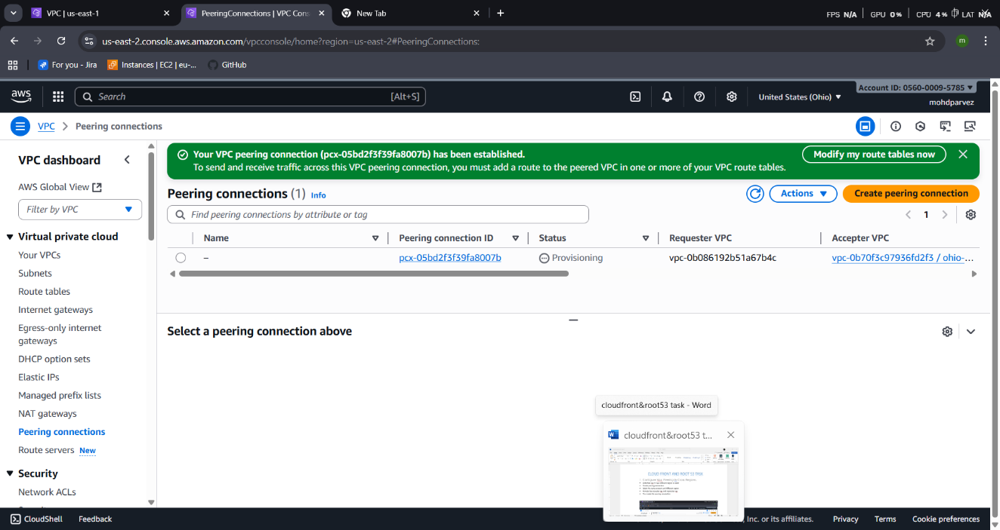 VPC | us-east-1
PeeringConnections | VPC Cons
New Tab
FPS N/A GPU 0% CPU 4% LAT N/A
us-east-2.console.aws.amazon.com/vpcconsole/home?region=us-east-2#PeeringConnections:
m
For you - Jira
Instances | EC2 | eu-...
GitHub
aws
Search
[Alt+S]
United States (Ohio)
Account ID: 0560-0009-5785
mohdparvez
VPC
Peering connections
VPC dashboard
AWS Global View
Filter by VPC
Virtual private cloud
Your VPCs
Subnets
Route tables
Internet gateways
Egress-only internet
gateways
DHCP option sets
Elastic IPs
Managed prefix lists
NAT gateways
Peering connections
Route servers New
Security
Network ACLs
Your VPC peering connection (pcx-05bd2f3f39fa8007b) has been established.
To send and receive traffic across this VPC peering connection, you must add a route to the peered VPC in one or more of your VPC route tables.
Modify my route tables now
Peering connections (1) Info
Actions
Create peering connection
Find peering connections by attribute or tag
1
Name Peering connection ID Status Requester VPC Accepter VPC
– pcx-05bd2f3f39fa8007b Provisioning vpc-0b086192b51a67b4c vpc-0b70f3c97936fd2f3 / ohio-...
Select a peering connection above
cloudfront&root53 task - Word
cloudfront&root53 t...
CLOUD FRONT AND ROOT 53 TASK
CloudShell
Feedback
, Inc. or its affiliates.
Privacy
Terms
Cookie preferences